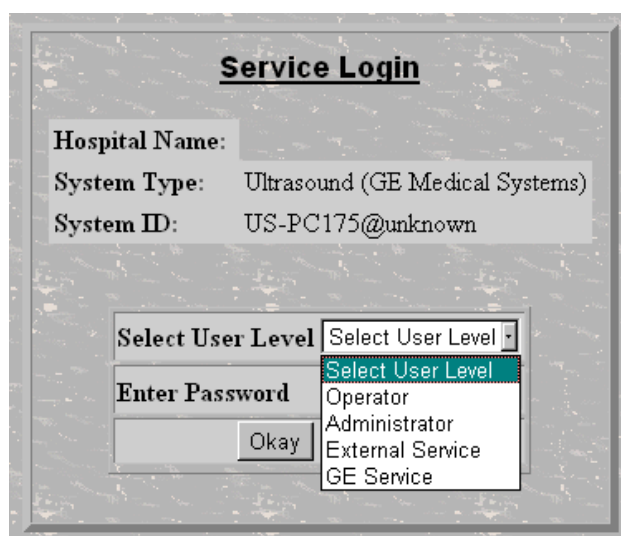 Service Login
Hospital Name:
System Type: Ultrasound (GE Medical Systems)
System ID: US-PC175@unknown
Select User Level Select User Level
Select User Level
Enter Password
Operator
Administrator
Okay
External Service
GE Service